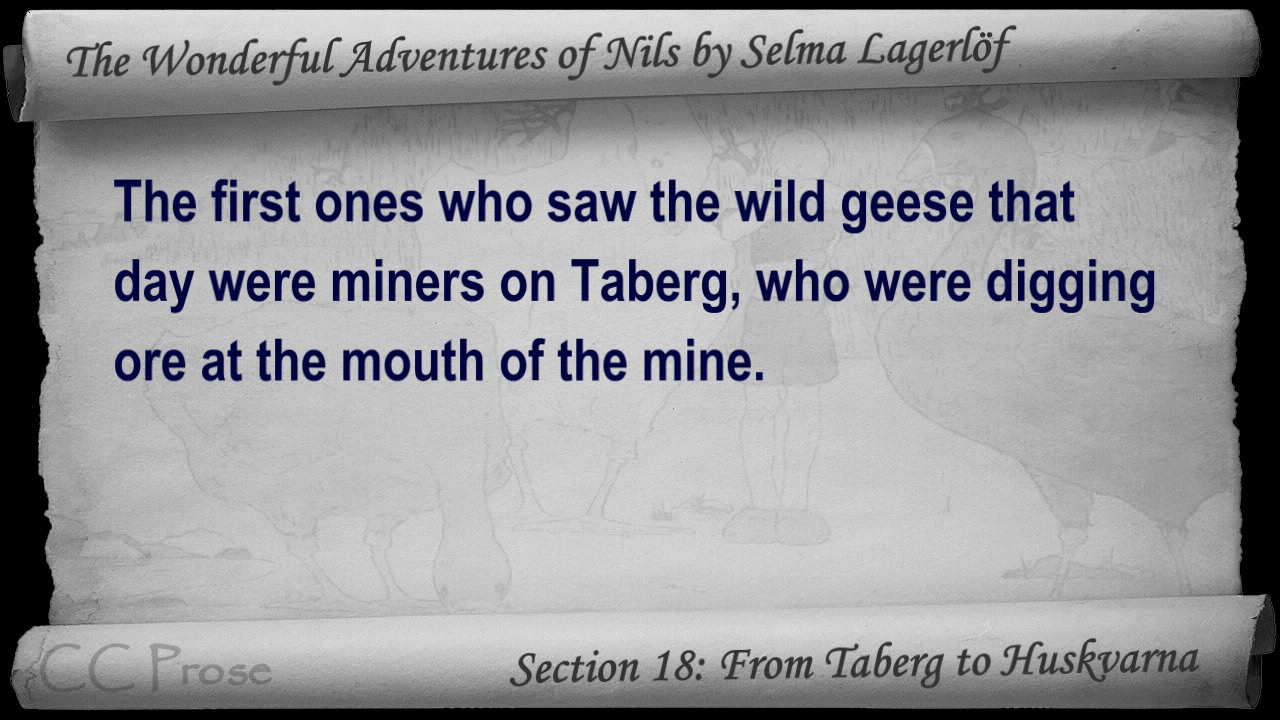 The Wonderful Adventures of Nils by Selma Lagerlöf
The first ones who saw the wild geese that
day were miners on Taberg, who were digging
ore at the mouth of the mine.
CC Prose
Section 18: From Taberg to Huskvarna